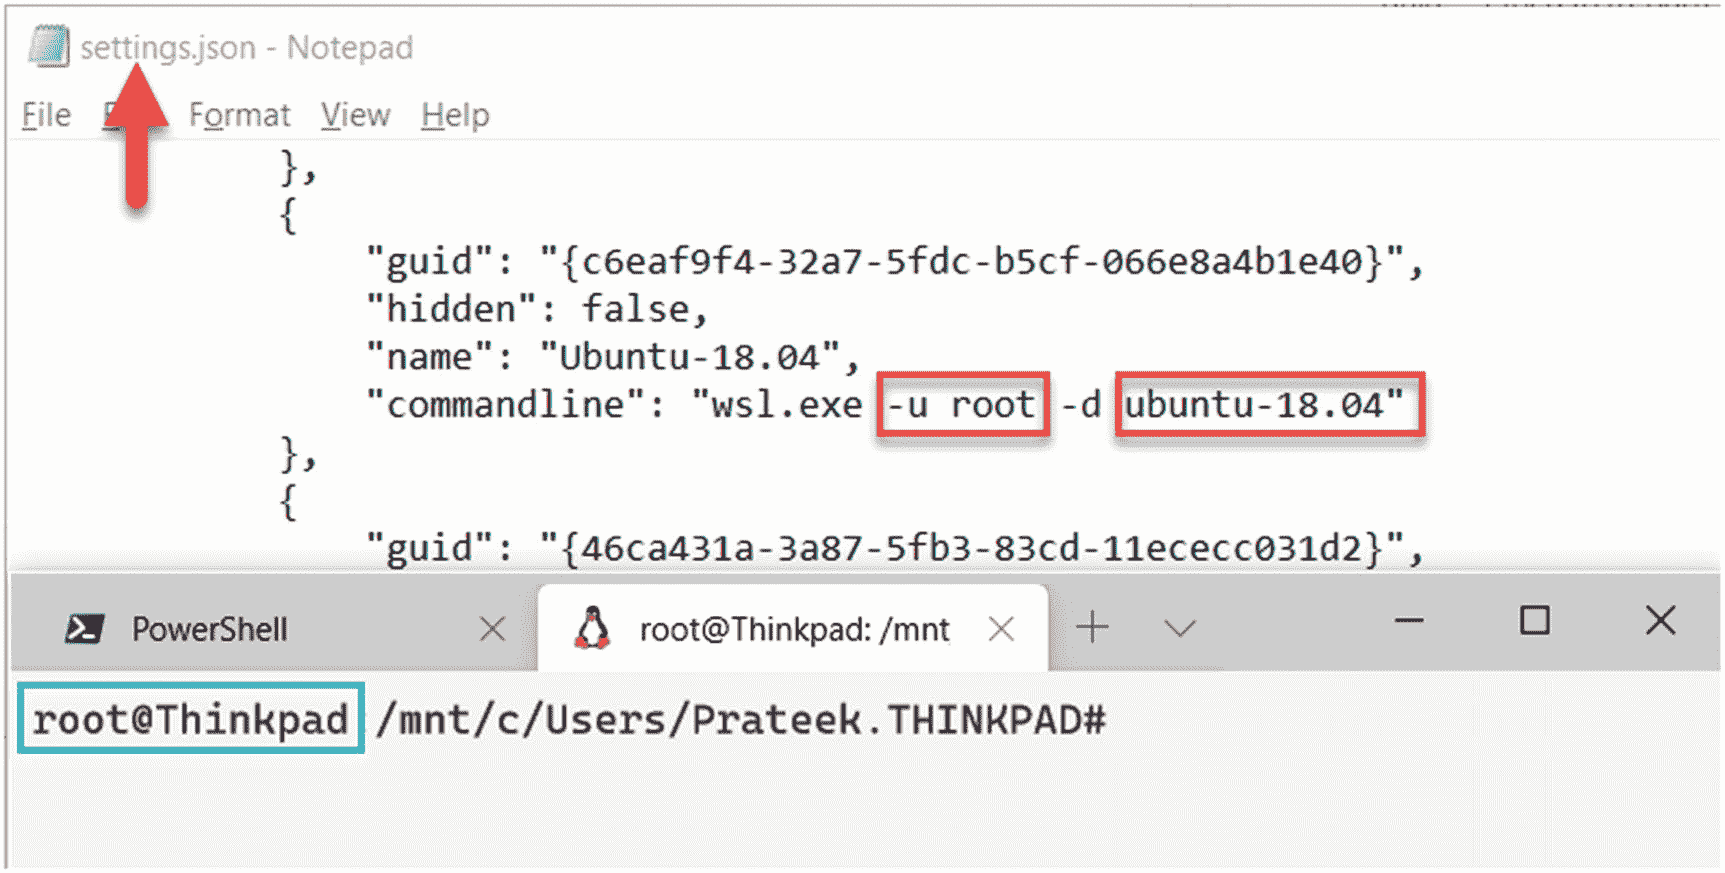 settings.json - Notepad
File Format View Help
},
{
"guid": "{c6eaf9f4-32a7-5fdc-b5cf-066e8a4b1e40}",
"hidden": false,
"name": "Ubuntu-18.04",
"commandline": "wsl.exe -u root -d ubuntu-18.04"
},
{
"guid": "{46ca431a-3a87-5fb3-83cd-11ececc031d2}",
PowerShell root@Thinkpad: /mnt
root@Thinkpad /mnt/c/Users/Prateek.THINKPAD#